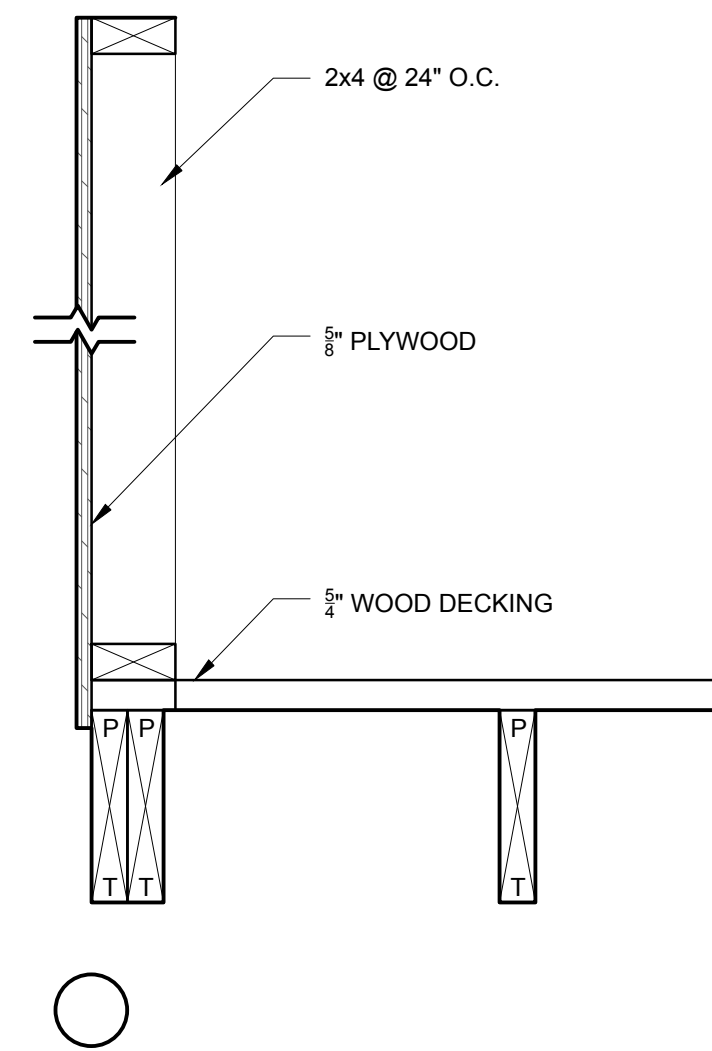 2x4 @ 24" O.C.
5/8" PLYWOOD
5/4" WOOD DECKING
P P P
T T T